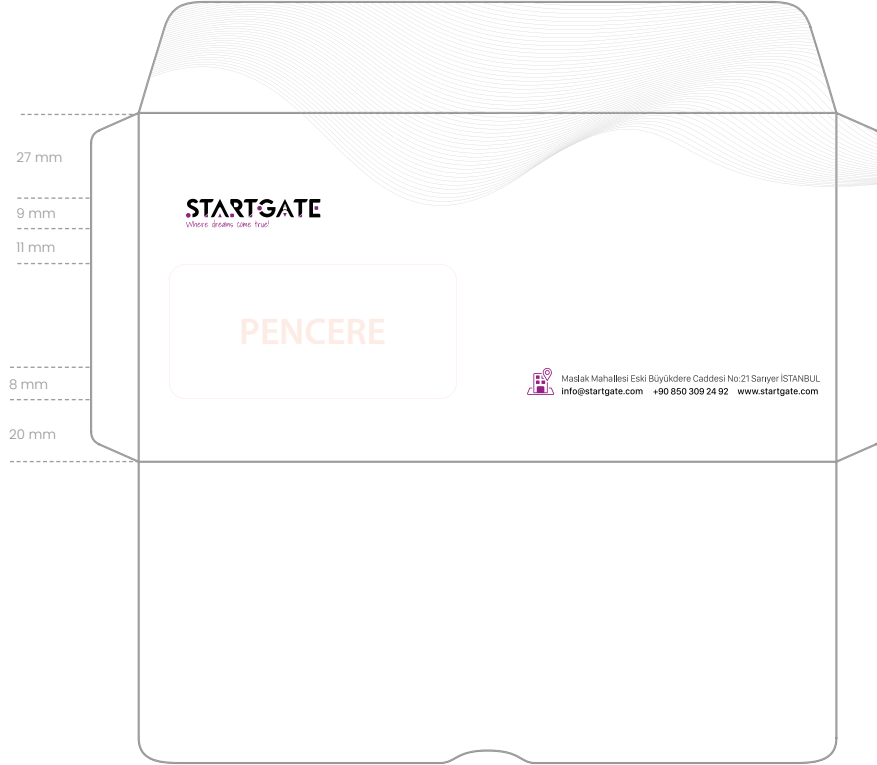 27 mm
9 mm
11 mm
8 mm
20 mm
STARTGATE
Where dreams come true!
PENCERE
Maslak Mahallesi Eski Büyükdere Caddesi No:21 Sarıyer İSTANBUL
info@startgate.com +90 850 309 24 92 www.startgate.com